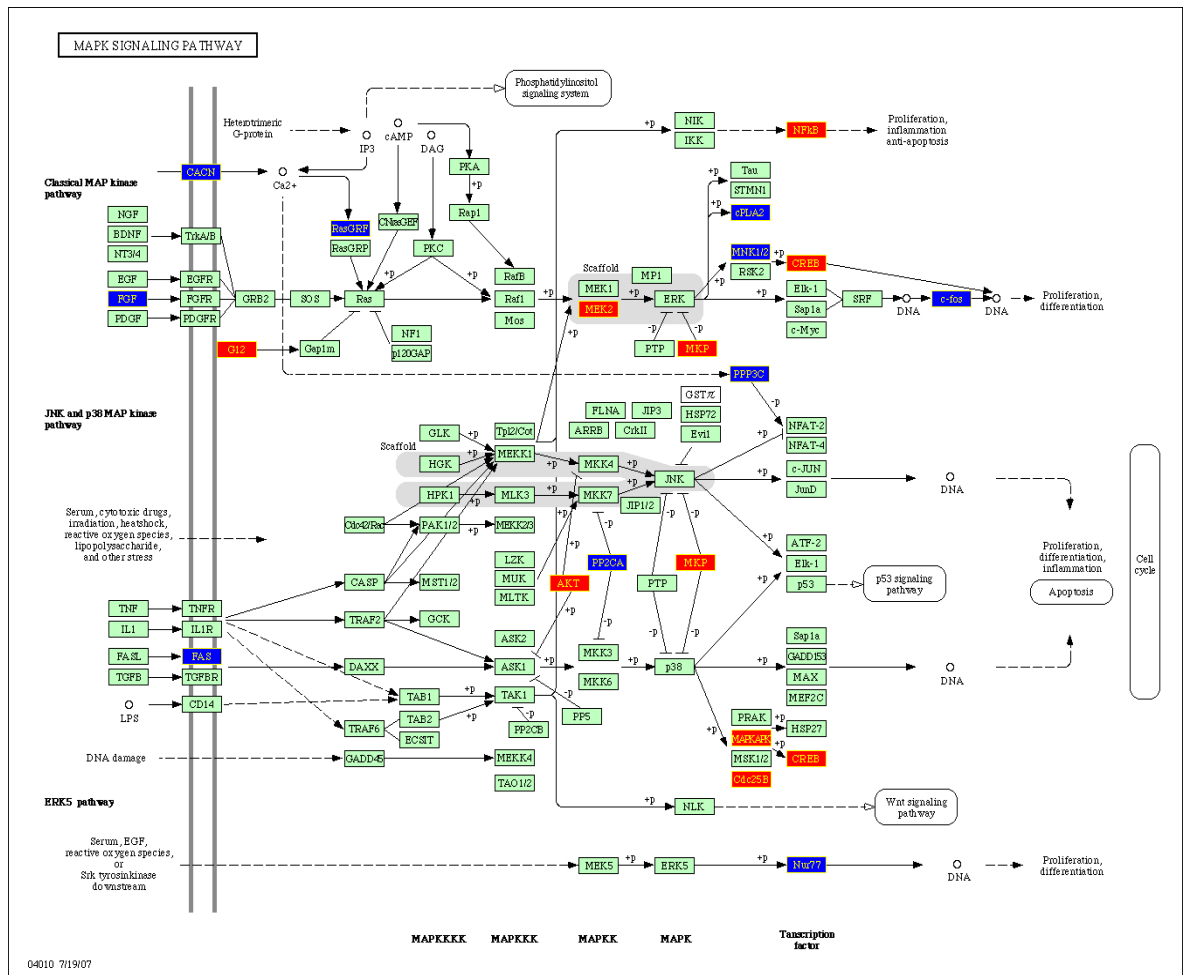 MAPK SIGNALING PATHWAY
Phosphatidylinositol
signaling system
Heterotrimeric
G-protein
IP3
cAMP
DAG
+p
NIK
IKK
NFkB
Proliferation,
inflammation
anti-apoptosis
Classical MAP kinase
pathway
CACN
Ca2+
PKA
+p
Rap1
+p
Tau
STMN1
cPLA2
NGF
BDNF
NT3/4
TrkA/B
RasGRF
RasGRP
CNrasGEF
PKC
+p
+p
EGF
EGFR
FGF
FGFR
PDGF
PDGFR
GRB2
SOS
Ras
RafB
Raf1
Mos
+p
+p
Scaffold
MEK1
MEK2
MP1
+p
ERK
+p
+p
+p
MNK1/2
RSK2
+p
CREB
Elk-1
Sap1a
c-Myc
SRF
DNA
c-fos
DNA
Proliferation,
differentiation
G12
Gap1m
NF1
p120GAP
-p
-p
PTP
MKP
PPP3C
-p
JNK and p38 MAP kinase
pathway
Scaffold
GLK
HGK
HPK1
+p
+p
+p
Tpl2/Cot
MEKK1
MLK3
MEKK2/3
+p
+p
FLNA
JIP3
ARRB
CrkII
GSTπ
HSP72
Evi1
MKK4
MKK7
+p
+p
JNK
JIP1/2
+p
+p
NFAT-2
NFAT-4
c-JUN
JunD
DNA
Serum, cytotoxic drugs,
irradiation, heatshock,
reactive oxygen species,
lipopolysaccharide,
and other stress
Cdc42/Rac
PAK1/2
+p
+p
LZK
MUK
MLTK
+p
AKT
+p
-p
PP2CA
-p
-p
-p
MKP
PTP
-p
-p
+p
ATF-2
Elk-1
p53
p53 signaling
pathway
Proliferation,
differentiation,
inflammation
Apoptosis
Cell
cycle
CASP
MST1/2
TNF
TNFR
IL1
IL1R
TRAF2
GCK
FASL
FAS
TGFB
TGFBR
DAXX
ASK2
ASK1
+p
MKK3
MKK6
+p
p38
+p
+p
+p
Sap1a
GADD153
MAX
MEF2C
DNA
LPS
CD14
TAB1
TAB2
ECSIT
TRAF6
+p
+p
TAK1
+p
-p
-p
PP2CB
PP5
PRAK
MAPKAPK
MSK1/2
Cdc25B
+p
+p
HSP27
CREB
DNA damage
GADD45
MEKK4
TAO1/2
ERK5 pathway
+p
NLK
Wnt signaling
pathway
Serum, EGF,
reactive oxygen species,
or
Srk tyrosinkinase
downstream
MEK5
+p
ERK5
+p
Nur77
DNA
Proliferation,
differentiation
MAPKKKK
MAPKKK
MAPKK
MAPK
Tanscription
factor
04010 7/19/07